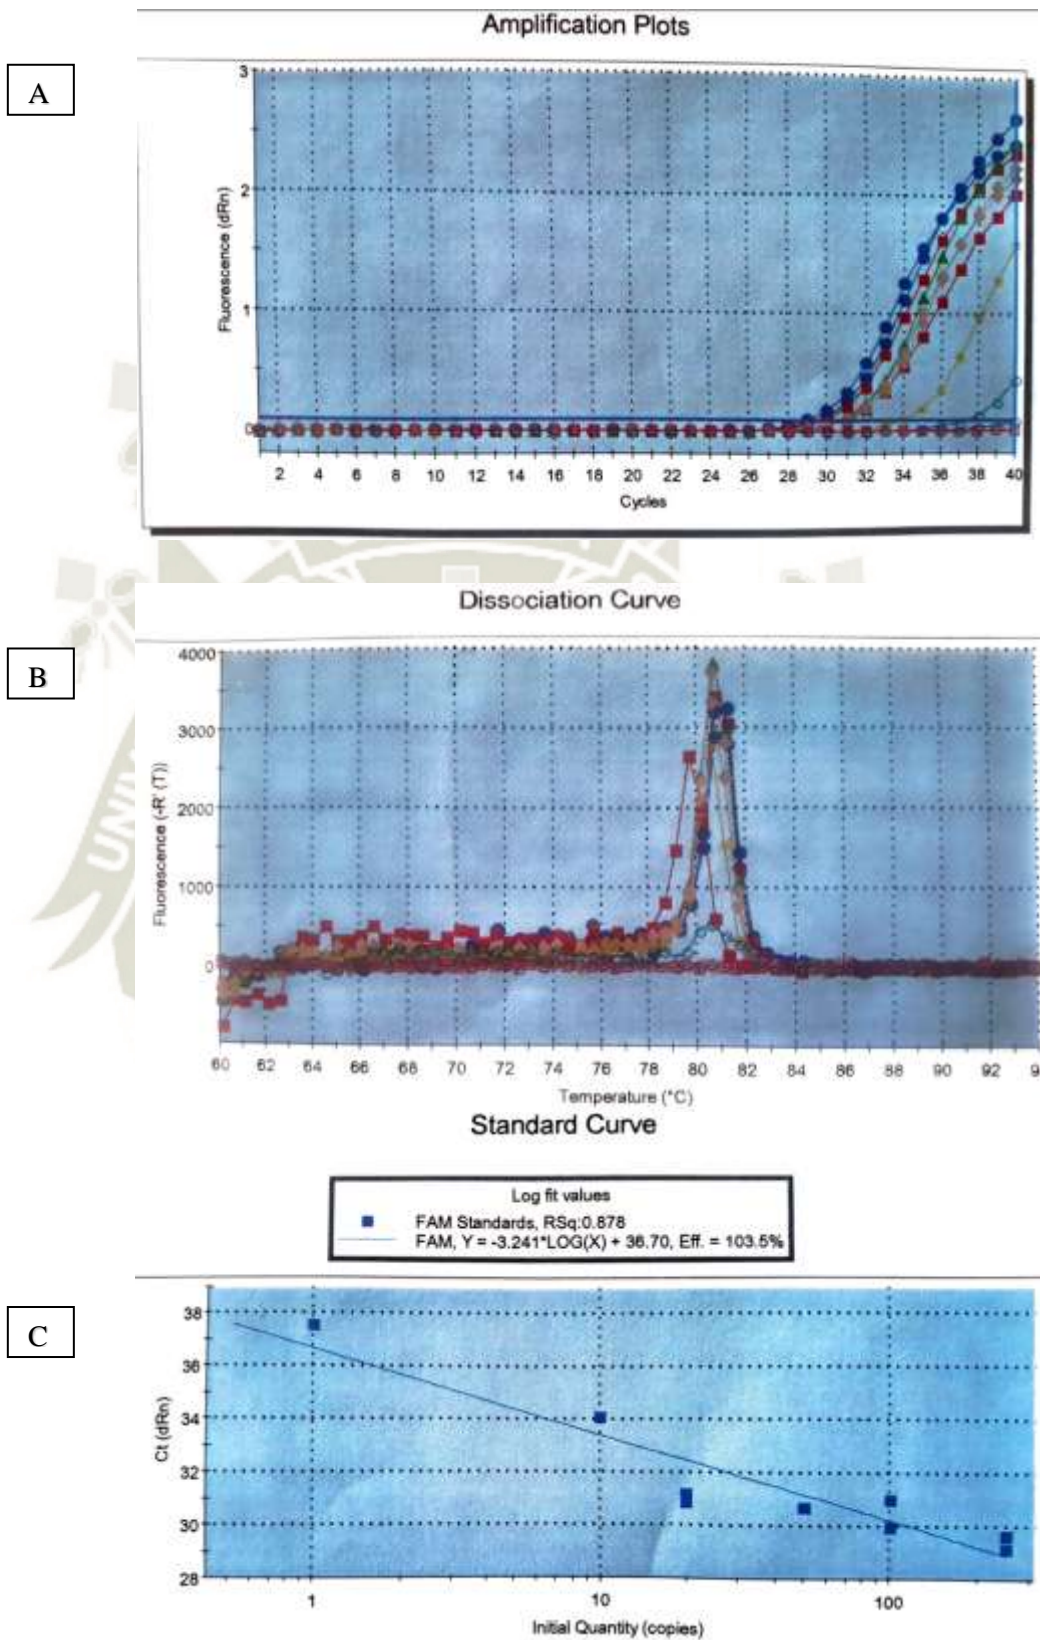 Amplification Plots
A
3
2
1
Fluorescence (dRn)
2 4 6 8 10 12 14 16 18 20 22 24 26 28 30 32 34 36 38 40
Cycles
Dissociation Curve
B
4000
3000
2000
1000
0
Fluorescence (-R' (T))
60 62 64 66 68 70 72 74 76 78 80 82 84 86 88 90 92 9
Temperature (°C)
Standard Curve
Log fit values
FAM Standards, RSq:0.878
FAM, Y = -3.241*LOG(X) + 36.70, Eff. = 103.5%
C
38
36
34
32
30
28
Ct (dRn)
1 10 100
Initial Quantity (copies)
UNIV